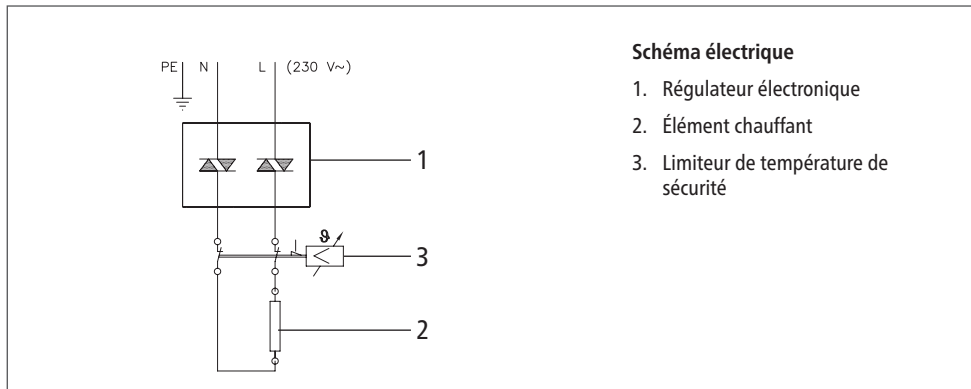 PE N L (230 V~)
1
ϑ
3
2
Schéma électrique
1. Régulateur électronique
2. Élément chauffant
3. Limiteur de température de
sécurité